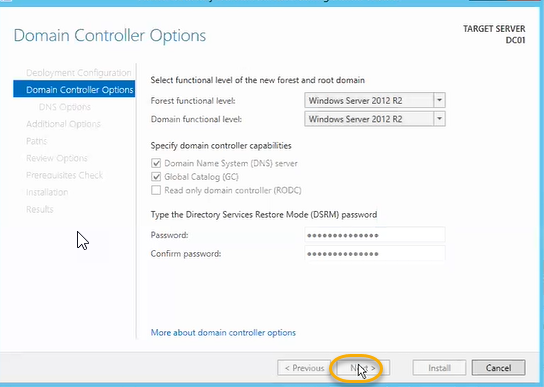 Domain Controller Options
TARGET SERVER
DC01
Deployment Configuration
Domain Controller Options
DNS Options
Additional Options
Paths
Review Options
Prerequisites Check
Installation
Results
Select functional level of the new forest and root domain
Forest functional level:
Windows Server 2012 R2
Domain functional level:
Windows Server 2012 R2
Specify domain controller capabilities
Domain Name System (DNS) server
Global Catalog (GC)
Read only domain controller (RODC)
Type the Directory Services Restore Mode (DSRM) password
Password:
••••••••••••••
Confirm password:
••••••••••••••
More about domain controller options
< Previous
Next >
Install
Cancel